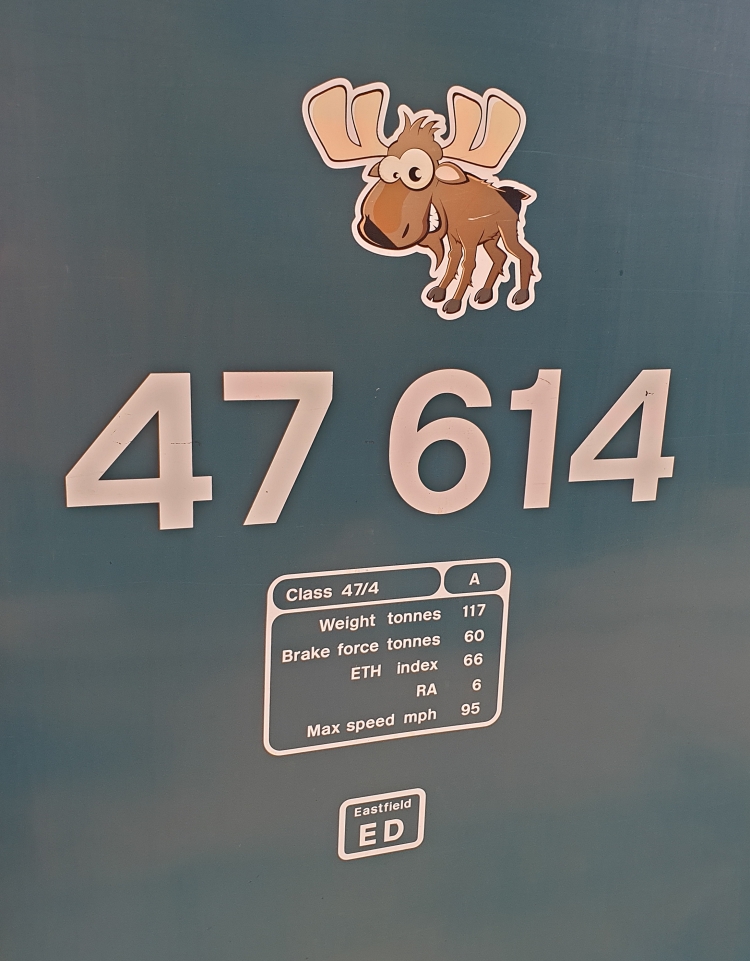 47 614
Class 47/4 A
Weight tonnes 117
Brake force tonnes 60
ETH index 66
RA 6
Max speed mph 95
Eastfield
ED